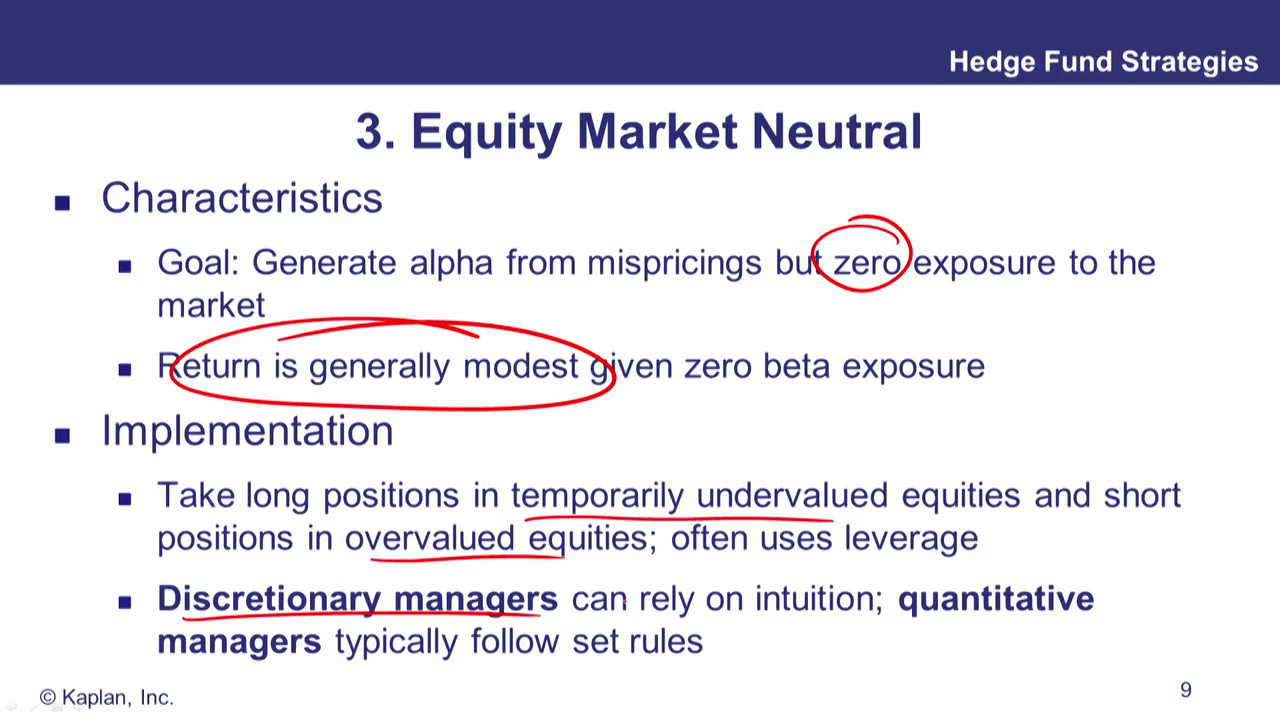 Hedge Fund Strategies
3. Equity Market Neutral
Characteristics
Goal: Generate alpha from mispricings but zero exposure to the
market
Return is generally modest given zero beta exposure
Implementation
Take long positions in temporarily undervalued equities and short
positions in overvalued equities; often uses leverage
Discretionary managers can rely on intuition; quantitative
managers typically follow set rules
© Kaplan, Inc.
9